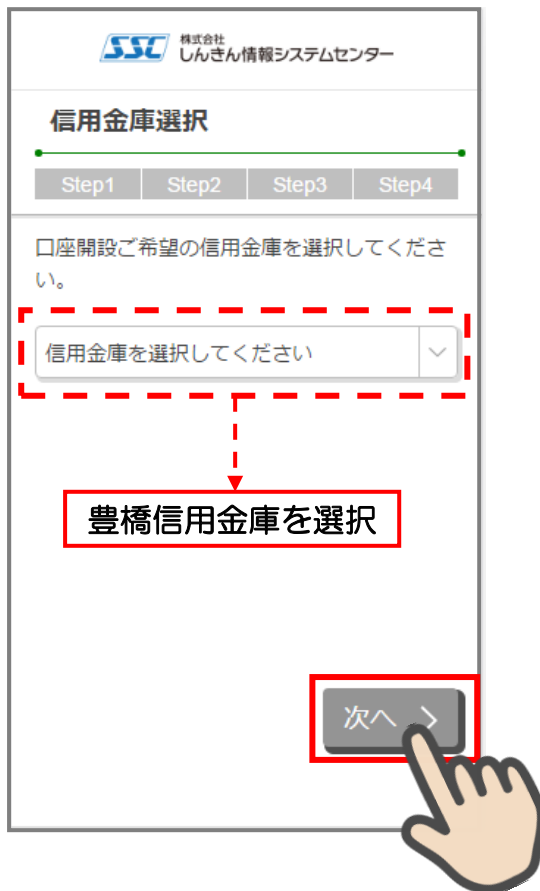 SSC 株式会社
しんきん情報システムセンター
信用金庫選択
Step1 Step2 Step3 Step4
口座開設ご希望の信用金庫を選択してくださ
い。
信用金庫を選択してください
豊橋信用金庫を選択
次へ